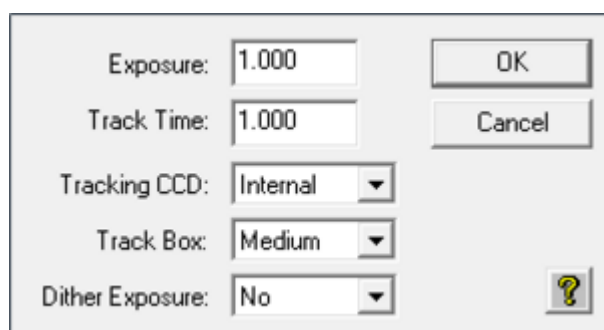 Exposure: 1.000 OK
Track Time: 1.000 Cancel
Tracking CCD: Internal
Track Box: Medium
Dither Exposure: No ?